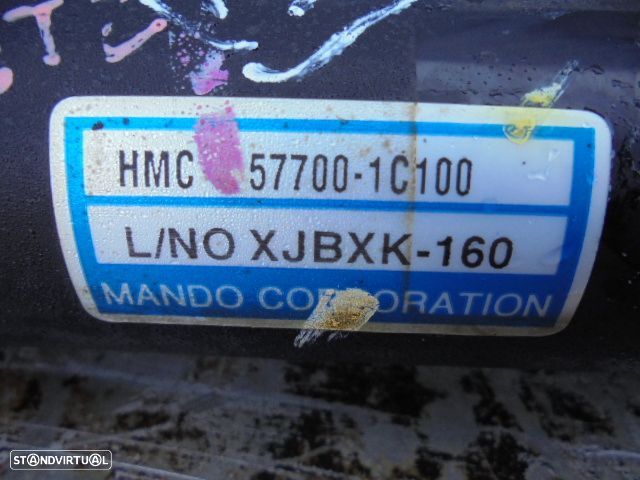 HMC 57700-1C100
L/NO XJBXK-160
MANDO CORPORATION
STANDVIRTUAL